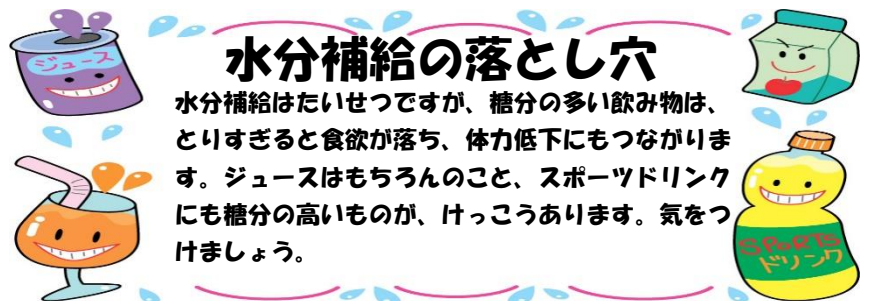 水分補給の落とし穴
水分補給はたいせつですが、糖分の多い飲み物は、
とりすぎると食欲が落ち、体力低下にもつながりま
す。ジュースはもちろんのこと、スポーツドリンク
にも糖分の高いものが、けっこうあります。気をつ
けましょう。
ジュース
SPORTS
ドリンク